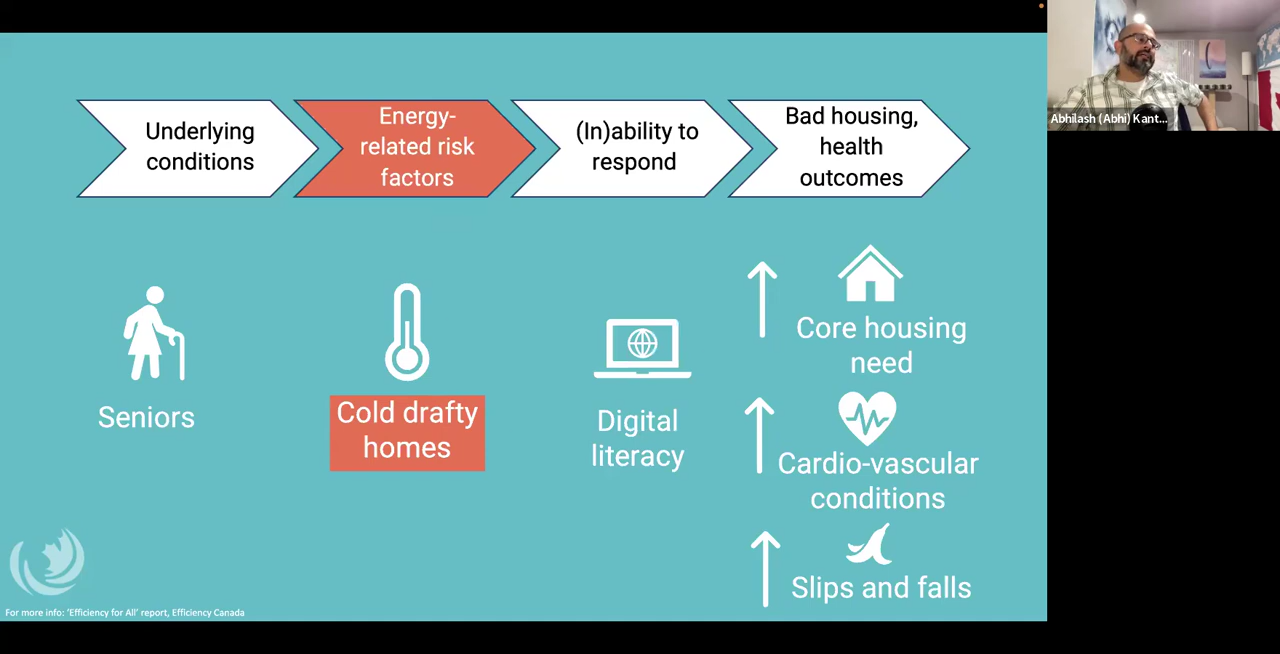 Underlying
conditions
Energy-
related risk
factors
(In)ability to
respond
Bad housing,
health
outcomes
Seniors
Cold drafty
homes
Digital
literacy
Core housing
need
Cardio-vascular
conditions
Slips and falls
For more info: 'Efficiency for All' report, Efficiency Canada
Abhilash (Abhi) Kant...